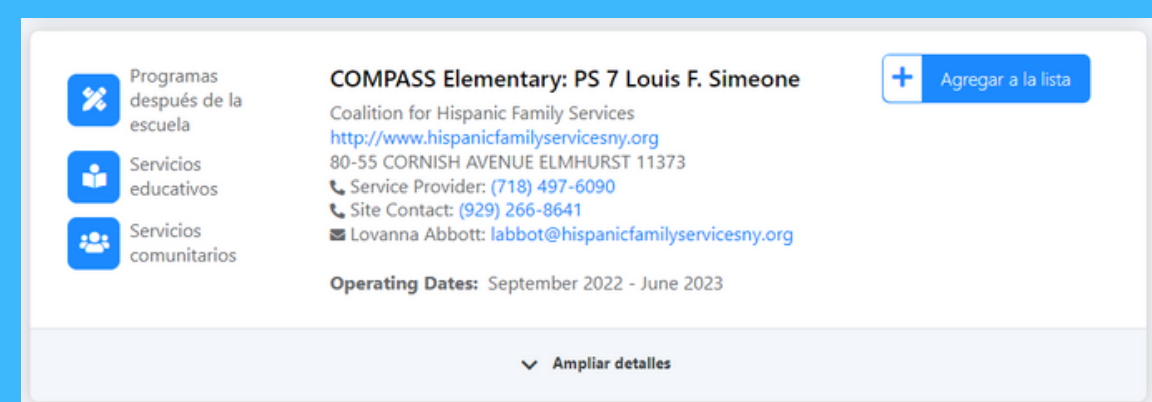 Programas
después de la
escuela
Servicios
educativos
Servicios
comunitarios
COMPASS Elementary: PS 7 Louis F. Simeone
Coalition for Hispanic Family Services
http://www.hispanicfamilyservicesny.org
80-55 CORNISH AVENUE ELMHURST 11373
Service Provider: (718) 497-6090
Site Contact: (929) 266-8641
Lovanna Abbott: labbot@hispanicfamilyservicesny.org
Operating Dates: September 2022 - June 2023
+ Agregar a la lista
Ampliar detalles